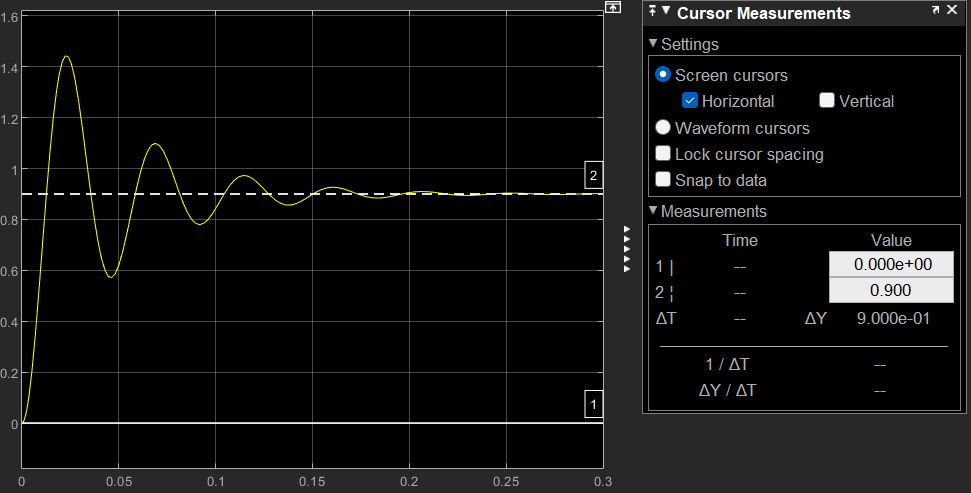 1.6
1.4
1.2
1
0.8
0.6
0.4
0.2
0
0 0.05 0.1 0.15 0.2 0.25 0.3
2
1
Cursor Measurements
Settings
Screen cursors
Horizontal Vertical
Waveform cursors
Lock cursor spacing
Snap to data
Measurements
Time Value
1 | -- 0.000e+00
2 ¦ -- 0.900
ΔT -- ΔY 9.000e-01
1 / ΔT --
ΔY / ΔT --